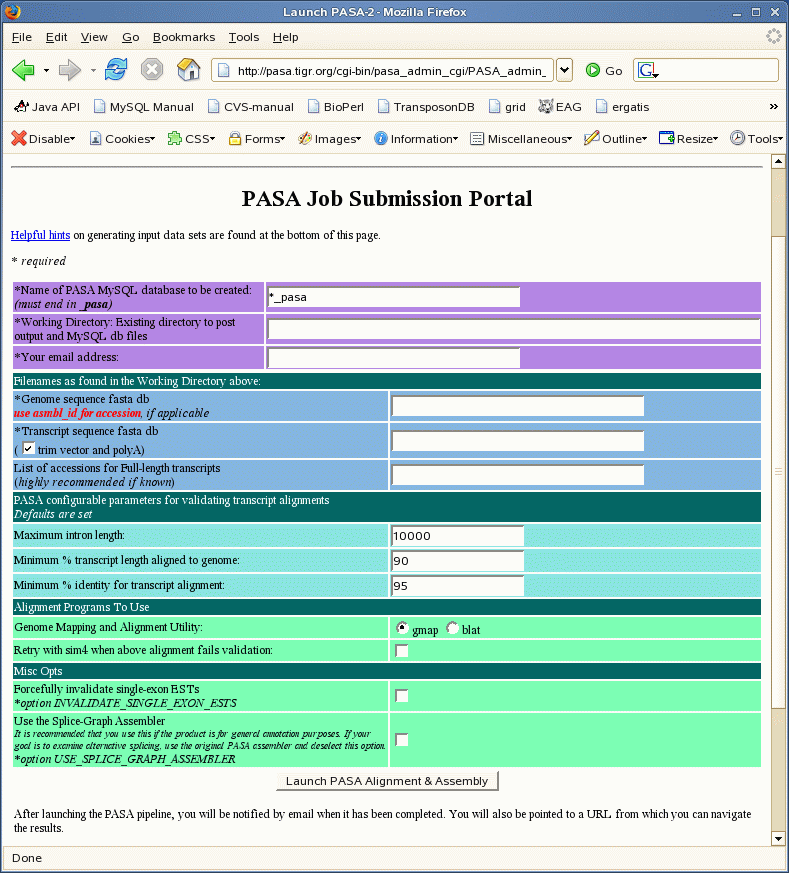 Launch PASA-2 - Mozilla Firefox
File Edit View Go Bookmarks Tools Help
http://pasa.tigr.org/cgi-bin/pasa_admin_cgi/PASA_admin_ Go G
Java API MySQL Manual CVS-manual BioPerl TransposonDB grid EAG ergatis »
Disable Cookies CSS Forms Images Information Miscellaneous Outline Resize Tools
PASA Job Submission Portal
Helpful hints on generating input data sets are found at the bottom of this page.
* required
*Name of PASA MySQL database to be created:
(must end in _pasa)
*_pasa
*Working Directory: Existing directory to post
output and MySQL db files
*Your email address:
Filenames as found in the Working Directory above:
*Genome sequence fasta db
use asmbl_id for accession, if applicable
*Transcript sequence fasta db
( trim vector and polyA)
List of accessions for Full-length transcripts
(highly recommended if known)
PASA configurable parameters for validating transcript alignments
Defaults are set
Maximum intron length: 10000
Minimum % transcript length aligned to genome: 90
Minimum % identity for transcript alignment: 95
Alignment Programs To Use
Genome Mapping and Alignment Utility: gmap blat
Retry with sim4 when above alignment fails validation:
Misc Opts
Forcefully invalidate single-exon ESTs
*option INVALIDATE_SINGLE_EXON_ESTS
Use the Splice-Graph Assembler
It is recommended that you use this if the product is for general annotation purposes. If your
goal is to examine alternative splicing, use the original PASA assembler and deselect this option.
*option USE_SPLICE_GRAPH_ASSEMBLER
Launch PASA Alignment & Assembly
After launching the PASA pipeline, you will be notified by email when it has been completed. You will also be pointed to a URL from which you can navigate
the results.
Done